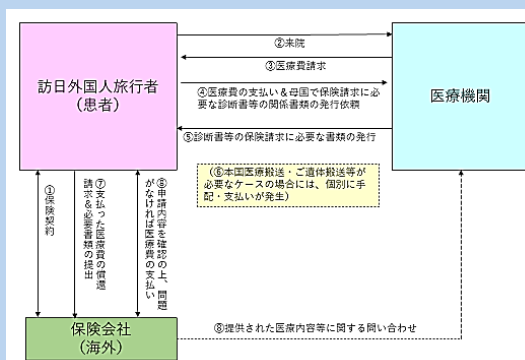 ②来院
③医療費請求
訪日外国人旅行者
(患者)
④医療費の支払い&母国で保険請求に必
要な診断書等の関係書類の発行依頼
医療機関
⑤診断書等の保険請求に必要な書類の発行
(⑥本国医療搬送・ご遺体搬送等が
必要なケースの場合には、個別に手
配・支払いが発生)
①保険契約
⑦支払った医療費の償還
請求&必要書類の提出
⑧申請内容を確認の上、問題
がなければ医療費の支払い
保険会社
(海外)
⑧提供された医療内容等に関する問い合わせ